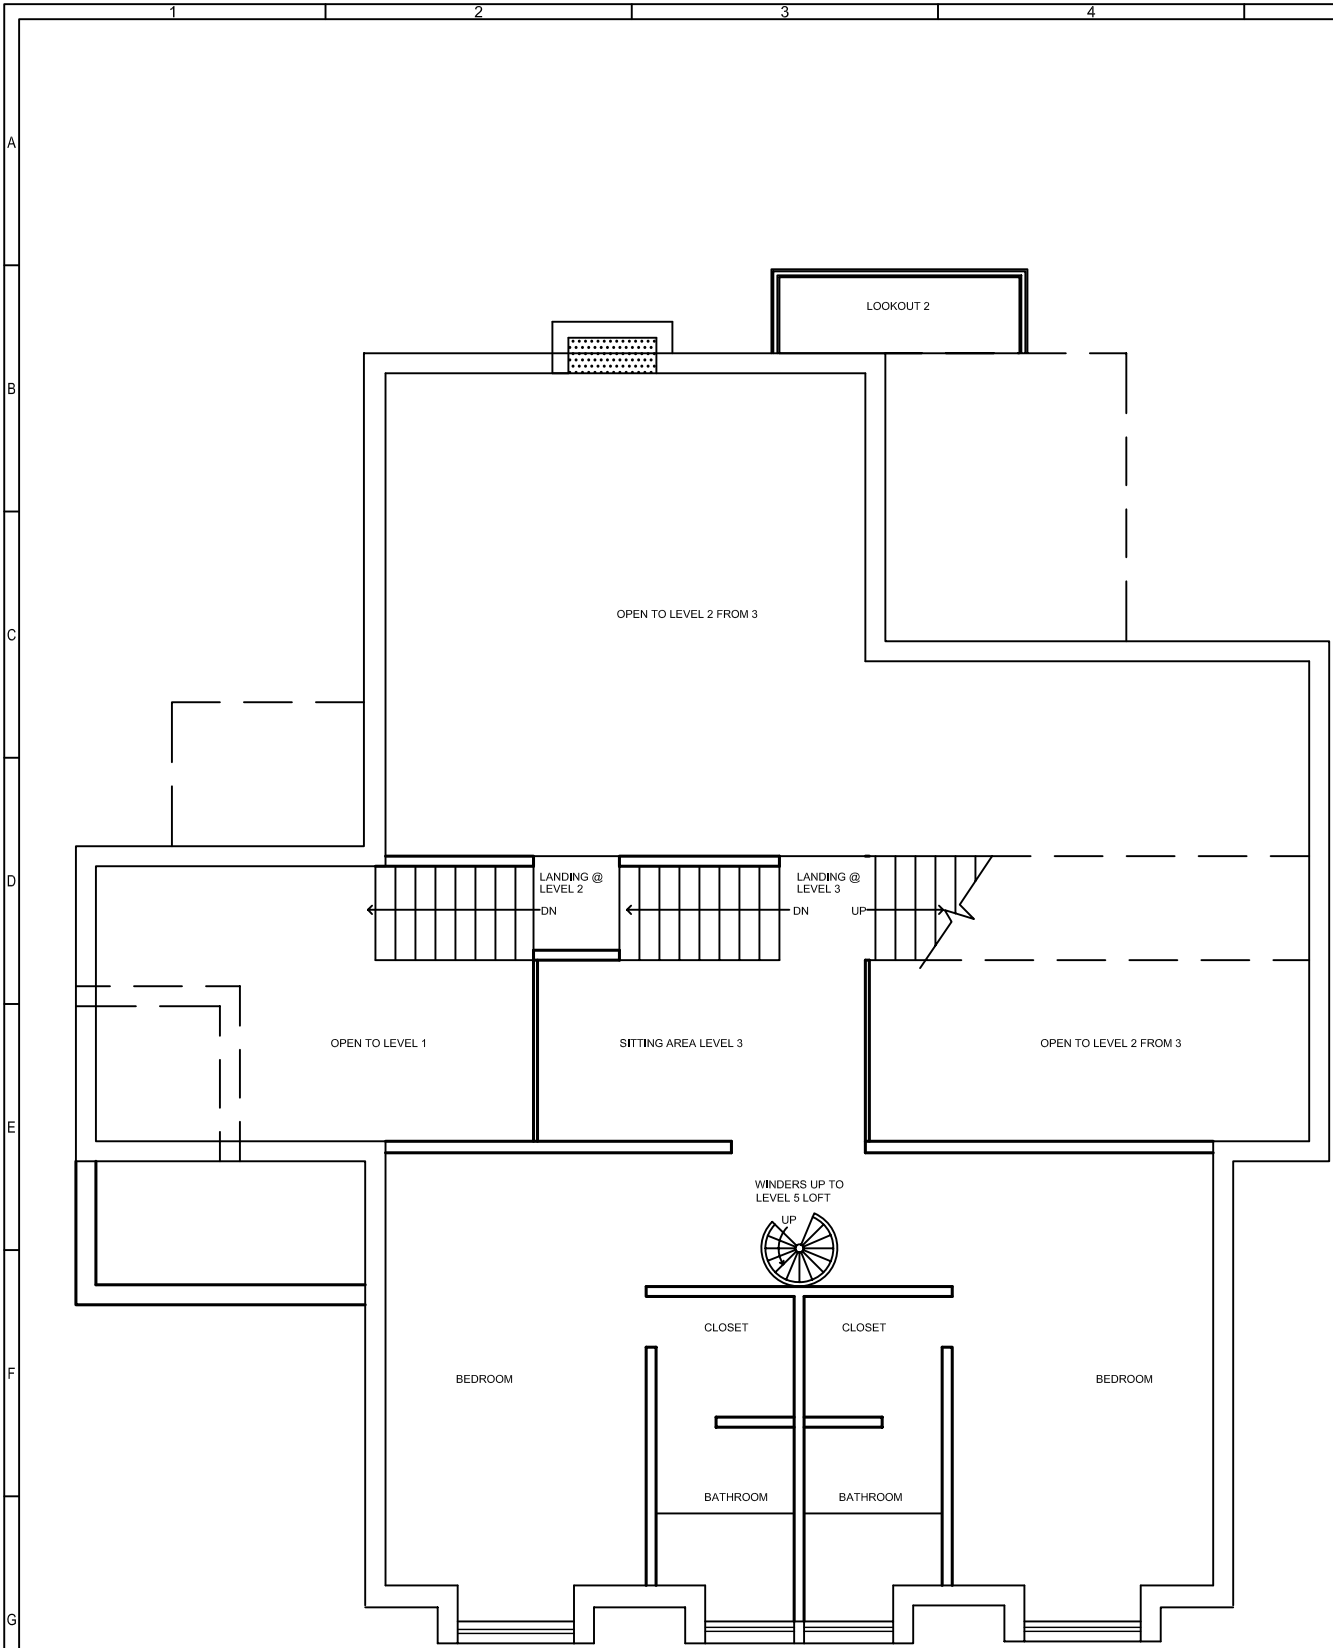 1 2 3 4
A
LOOKOUT 2
B
OPEN TO LEVEL 2 FROM 3
C
D
LANDING @
LEVEL 2
DN
LANDING @
LEVEL 3
DN
UP
OPEN TO LEVEL 1
SITTING AREA LEVEL 3
OPEN TO LEVEL 2 FROM 3
E
WINDERS UP TO
LEVEL 5 LOFT
UP
CLOSET
CLOSET
F
BEDROOM
BEDROOM
BATHROOM
BATHROOM
G